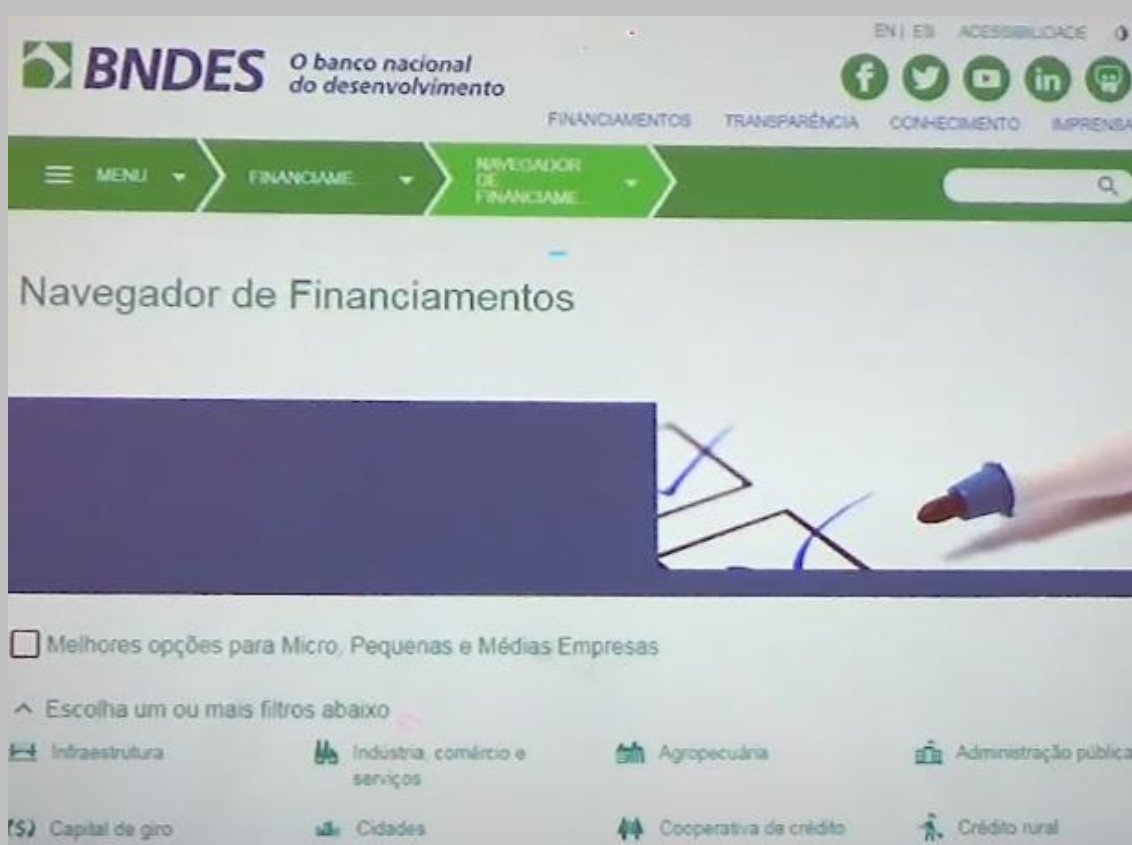 EN | ES ACESSIBILIDADE
BNDES
O banco nacional
do desenvolvimento
FINANCIAMENTOS TRANSPARÊNCIA CONHECIMENTO IMPRENSA
MENU
FINANCIAME...
NAVEGADOR
DE
FINANCIAME...
Navegador de Financiamentos
Melhores opções para Micro, Pequenas e Médias Empresas
Escolha um ou mais filtros abaixo
Infraestrutura
Indústria, comércio e
serviços
Agropecuária
Administração pública
Capital de giro
Cidades
Cooperativa de crédito
Crédito rural